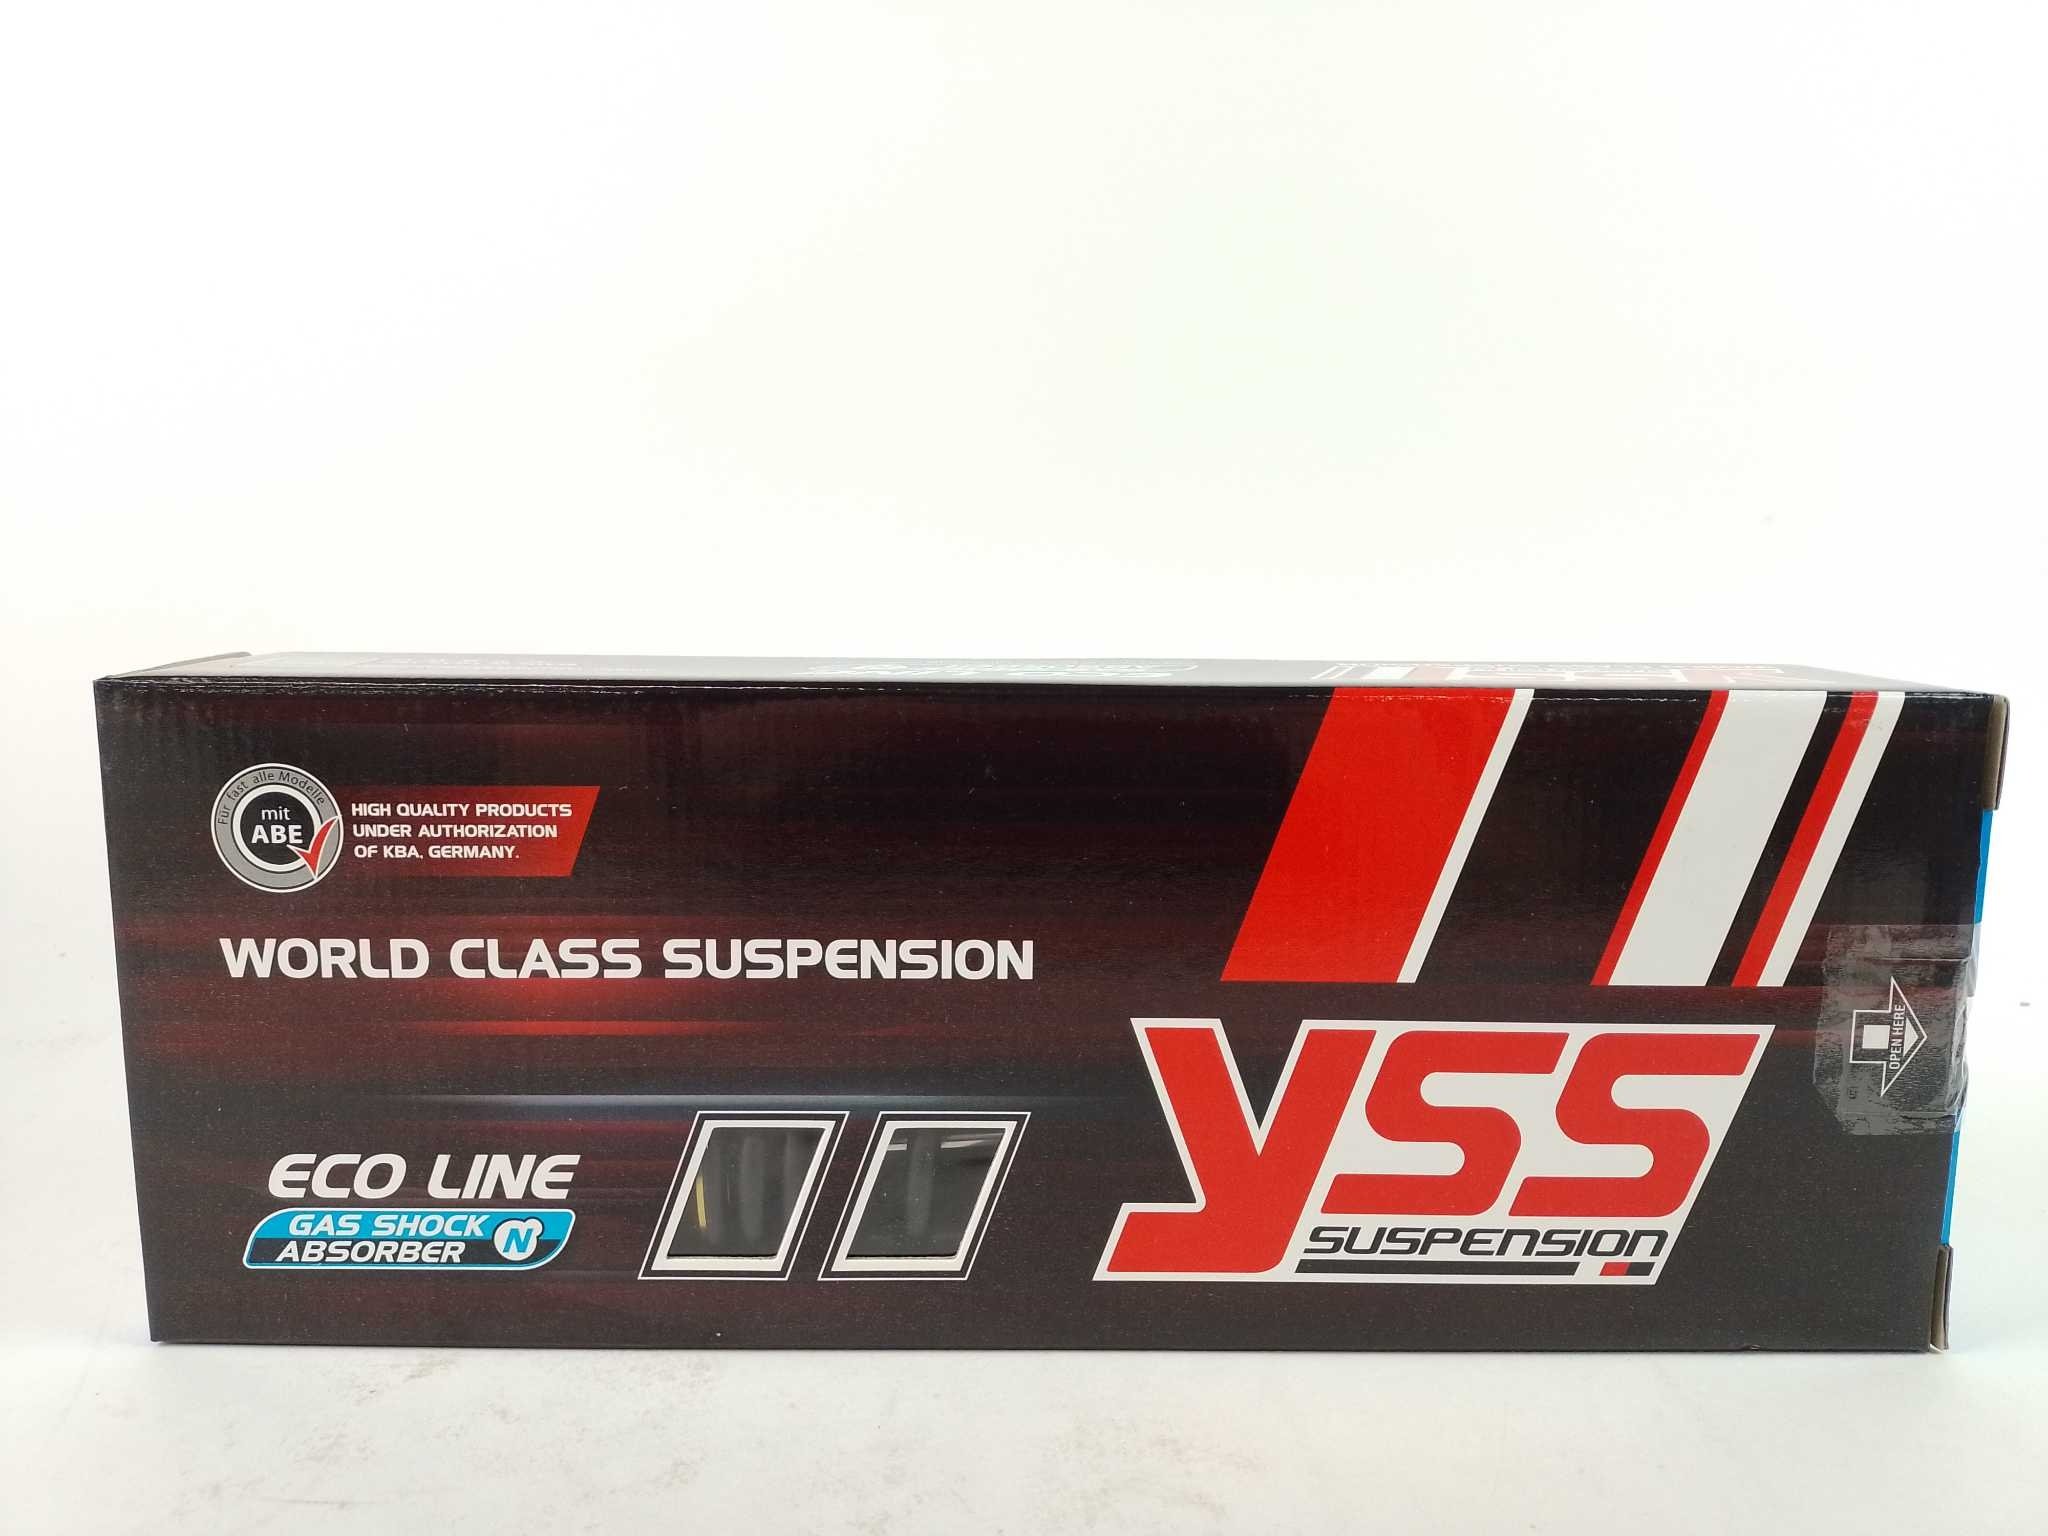 Für fast alle Modelle
mit
ABE
HIGH QUALITY PRODUCTS
UNDER AUTHORIZATION
OF KBA, GERMANY.
WORLD CLASS SUSPENSION
ECO LINE
GAS SHOCK
ABSORBER
N
YSS
SUSPENSION
OPEN HERE